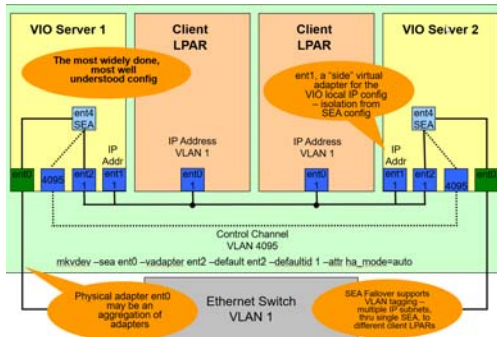 VIO Server 1
Client
LPAR
Client
LPAR
VIO Server 2
The most widely done,
most well
understood config
ent1, a "side" virtual
adapter for the
VIO local IP config
– isolation from
SEA config
ent4
SEA
ent4
SEA
IP
Addr
IP Address
VLAN 1
IP Address
VLAN 1
IP
Addr
ent0
4095
ent2
1
ent1
1
ent0
1
ent0
1
ent1
1
ent2
1
4095
ent0
Control Channel
VLAN 4095
mkvdev –sea ent0 –vadapter ent2 –default ent2 –defaultid 1 –attr ha_mode=auto
Physical adapter ent0
may be an
aggregation of
adapters
Ethernet Switch
VLAN 1
SEA Failover supports
VLAN tagging –
multiple IP subnets,
thru single SEA, to
different client LPARs